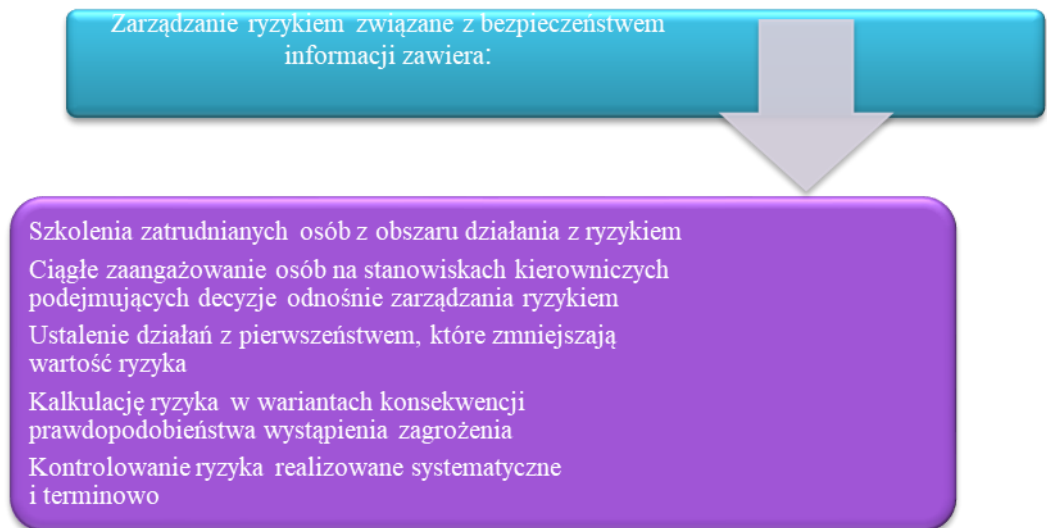 Zarządzanie ryzykiem związane z bezpieczeństwem
informacji zawiera:
Szkolenia zatrudnianych osób z obszaru działania z ryzykiem
Ciągłe zaangażowanie osób na stanowiskach kierowniczych
podejmujących decyzje odnośnie zarządzania ryzykiem
Ustalenie działań z pierwszeństwem, które zmniejszają
wartość ryzyka
Kalkulację ryzyka w wariantach konsekwencji
prawdopodobieństwa wystąpienia zagrożenia
Kontrolowanie ryzyka realizowane systematyczne
i terminowo